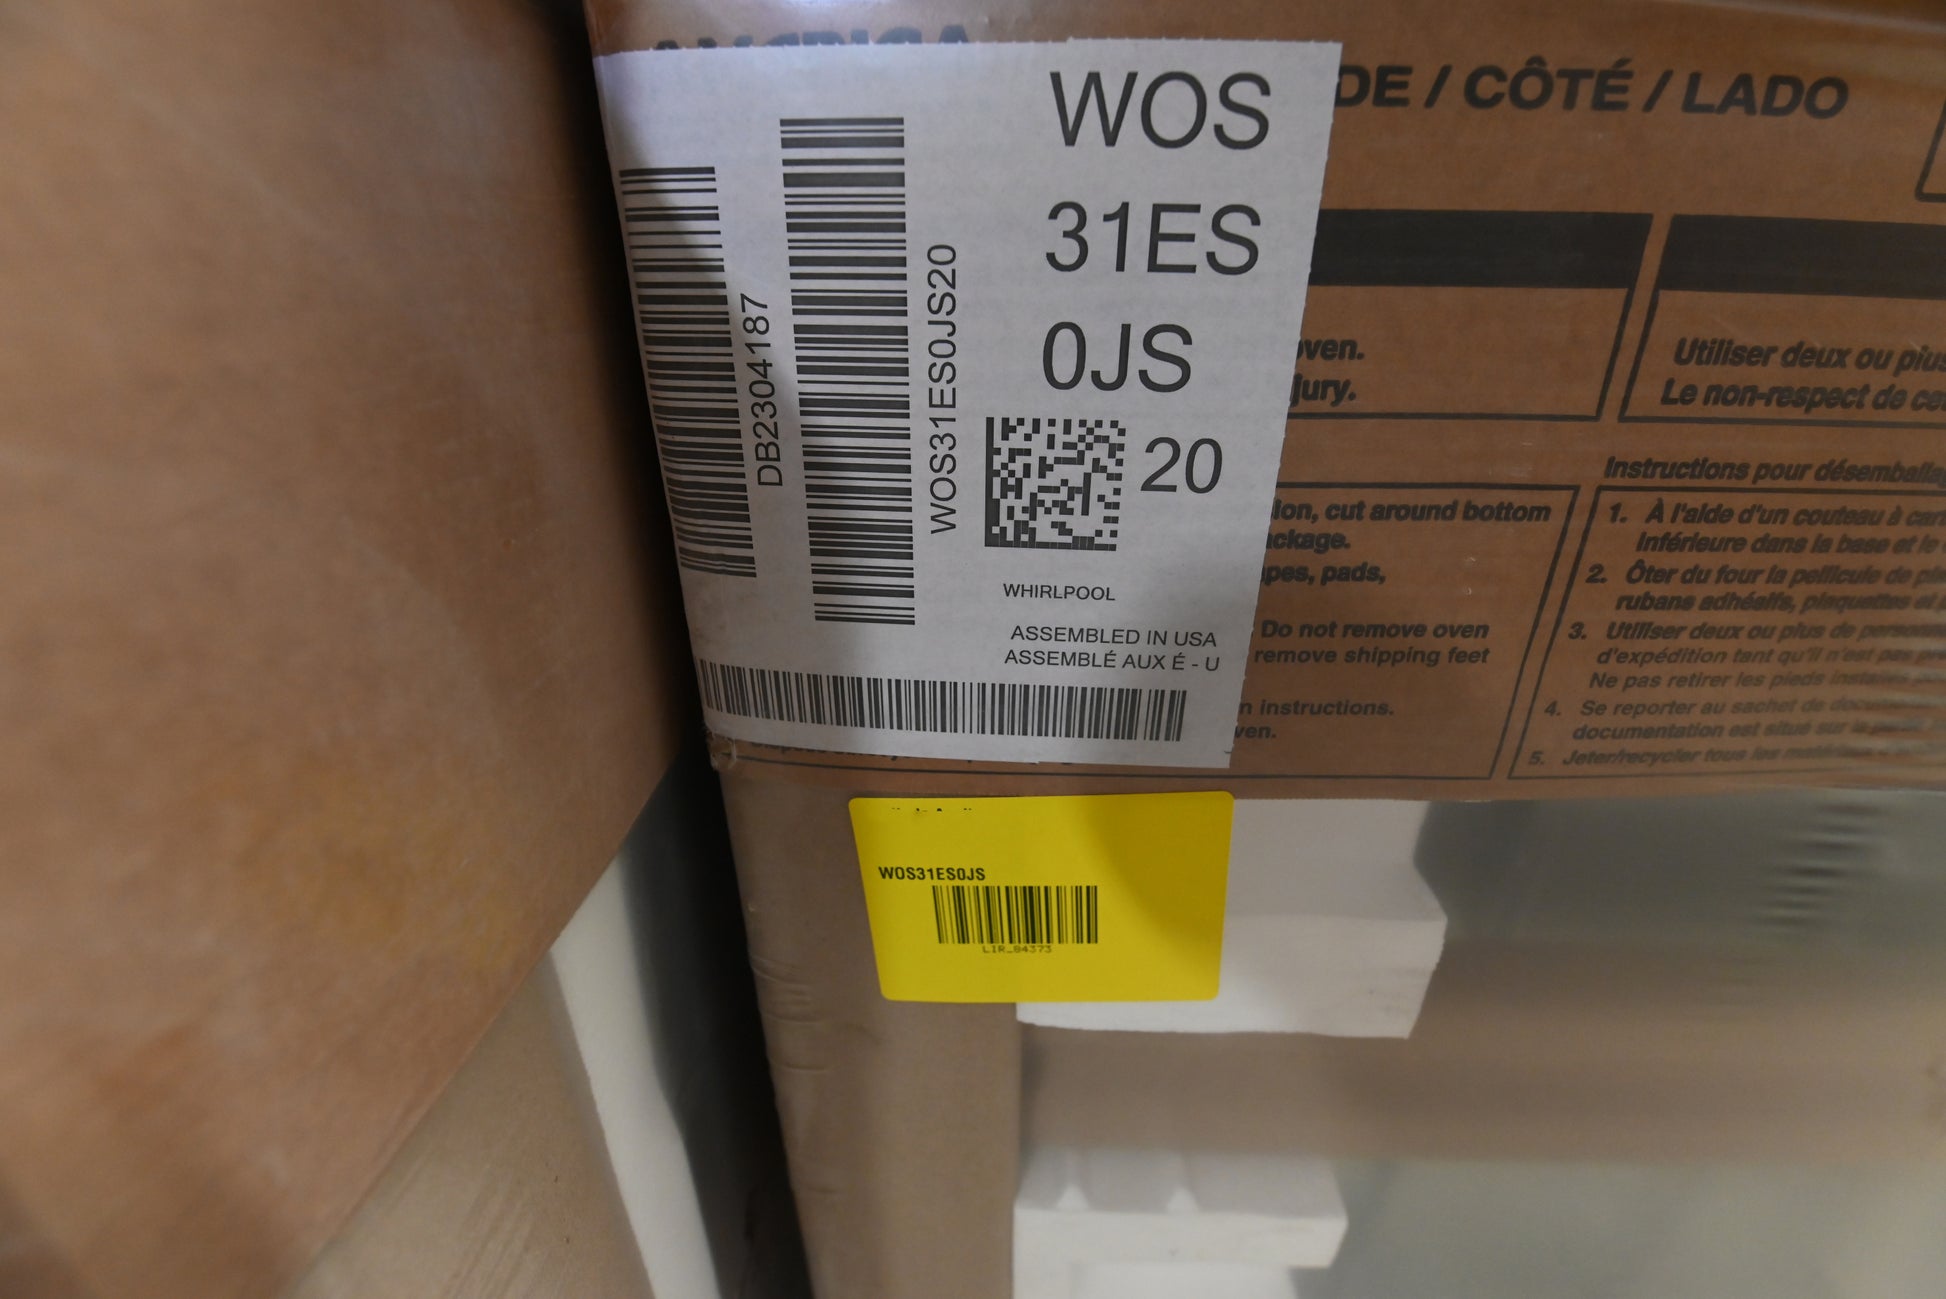 AMERICA
DE / CÔTÉ / LADO
WOS
31ES
0JS
20
DB2304187
WOS31ES0JS20
WHIRLPOOL
ASSEMBLED IN USA
ASSEMBLÉ AUX É - U
ven.
jury.
Utiliser deux ou plus
Le non-respect de ce
ion, cut around bottom
ckage.
pes, pads,
Do not remove oven
remove shipping feet
n instructions.
ven.
Instructions pour désemballa
1. À l'aide d'un couteau à car
inférieure dans la base et le
2. Ôter du four la pellicule de
rubans adhésifs, plaquettes et
3. Utiliser deux ou plus de
d'expédition tant qu'il n'est pas
Ne pas retirer les pieds
4. Se reporter au sachet de
documentation est situé sur la
5. Jeter/recycler tous les
WOS31ES0JS
LIR_84373